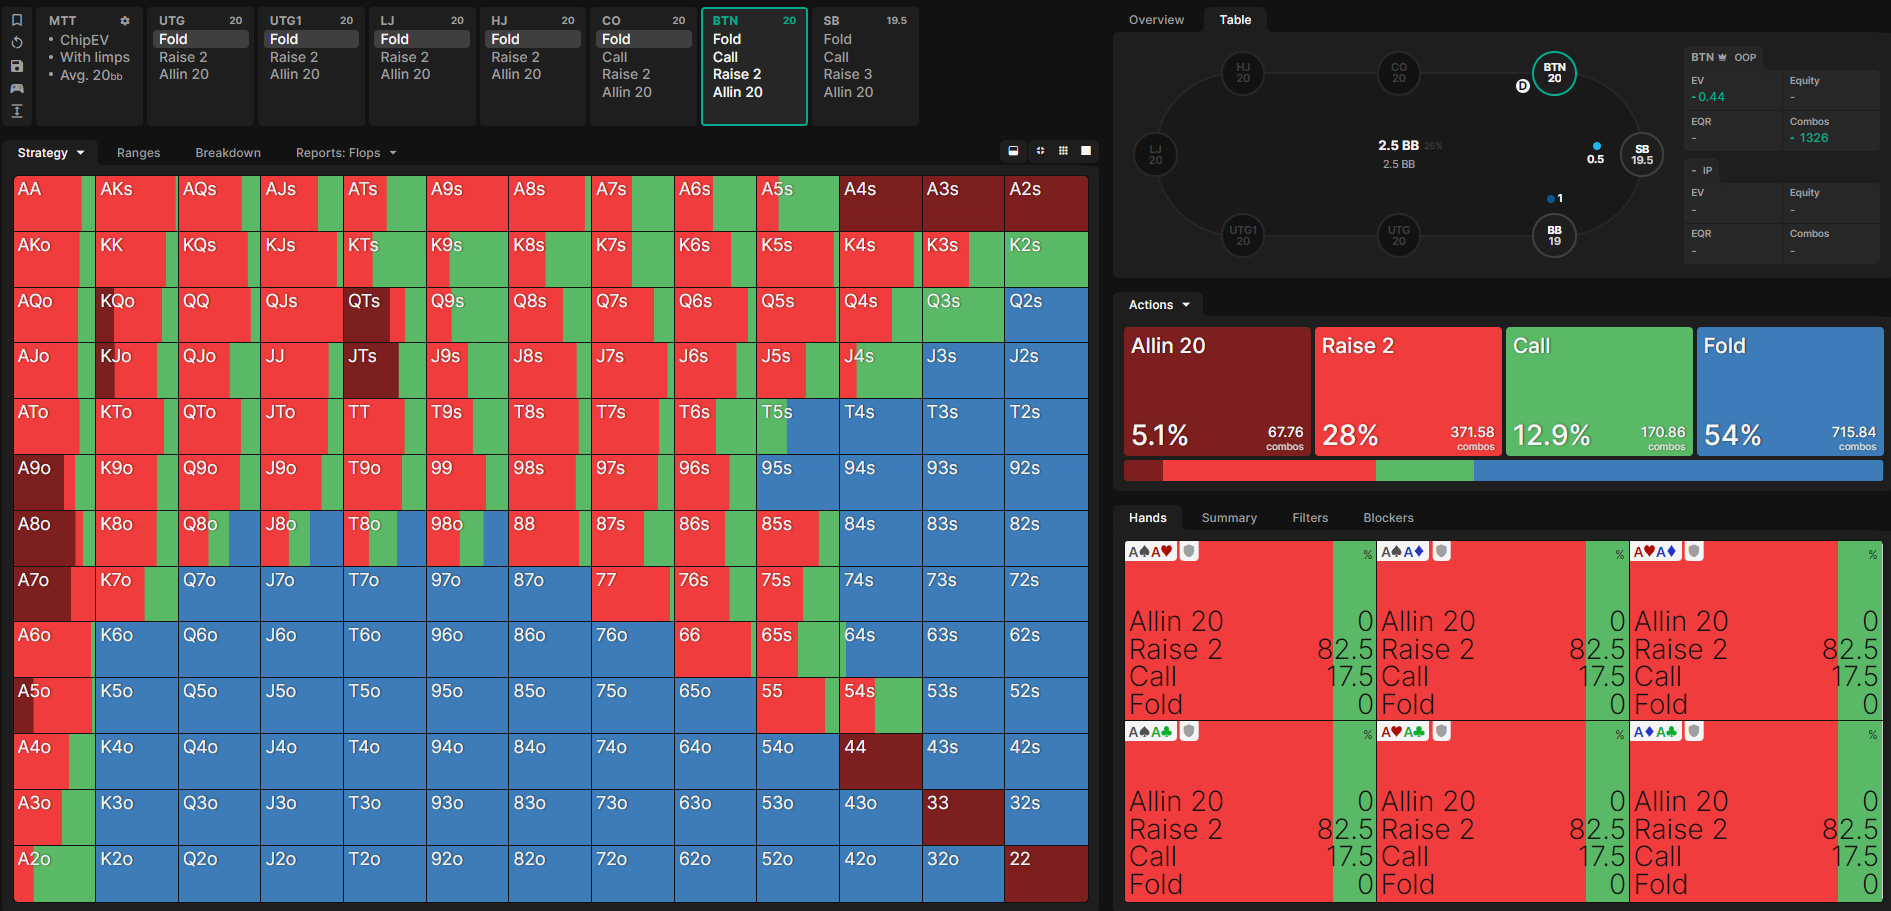 MTT
• ChipEV
• With limps
• Avg. 20bb
UTG 20
Fold
Raise 2
Allin 20
UTG1 20
Fold
Raise 2
Allin 20
LJ 20
Fold
Raise 2
Allin 20
HJ 20
Fold
Raise 2
Allin 20
CO 20
Fold
Call
Raise 2
Allin 20
BTN 20
Fold
Call
Raise 2
Allin 20
SB 19.5
Fold
Call
Raise 3
Allin 20
Strategy Ranges Breakdown Reports: Flops
AA AKs AQs AJs ATs A9s A8s A7s A6s A5s A4s A3s A2s
AKo KK KQs KJs KTs K9s K8s K7s K6s K5s K4s K3s K2s
AQo KQo QQ QJs QTs Q9s Q8s Q7s Q6s Q5s Q4s Q3s Q2s
AJo KJo QJo JJ JTs J9s J8s J7s J6s J5s J4s J3s J2s
ATo KTo QTo JTo TT T9s T8s T7s T6s T5s T4s T3s T2s
A9o K9o Q9o J9o T9o 99 98s 97s 96s 95s 94s 93s 92s
A8o K8o Q8o J8o T8o 98o 88 87s 86s 85s 84s 83s 82s
A7o K7o Q7o J7o T7o 97o 87o 77 76s 75s 74s 73s 72s
A6o K6o Q6o J6o T6o 96o 86o 76o 66 65s 64s 63s 62s
A5o K5o Q5o J5o T5o 95o 85o 75o 65o 55 54s 53s 52s
A4o K4o Q4o J4o T4o 94o 84o 74o 64o 54o 44 43s 42s
A3o K3o Q3o J3o T3o 93o 83o 73o 63o 53o 43o 33 32s
A2o K2o Q2o J2o T2o 92o 82o 72o 62o 52o 42o 32o 22
Overview Table
HJ
20
CO
20
BTN
20
D
LJ
20
2.5 BB 26%
2.5 BB
0.5
SB
19.5
1
UTG1
20
UTG
20
BB
19
BTN OOP
EV Equity
0.44 -
EQR Combos
- 1326
- IP
EV Equity
- -
EQR Combos
- -
Actions
Allin 20
5.1% 67.76
combos
Raise 2
28% 371.58
combos
Call
12.9% 170.86
combos
Fold
54% 715.84
combos
Hands Summary Filters Blockers
A♠A♥ %
Allin 20 0
Raise 2 82.5
Call 17.5
Fold 0
A♠A♦ %
Allin 20 0
Raise 2 82.5
Call 17.5
Fold 0
A♥A♦ %
Allin 20 0
Raise 2 82.5
Call 17.5
Fold 0
A♠A♣ %
Allin 20 0
Raise 2 82.5
Call 17.5
Fold 0
A♥A♣ %
Allin 20 0
Raise 2 82.5
Call 17.5
Fold 0
A♦A♣ %
Allin 20 0
Raise 2 82.5
Call 17.5
Fold 0